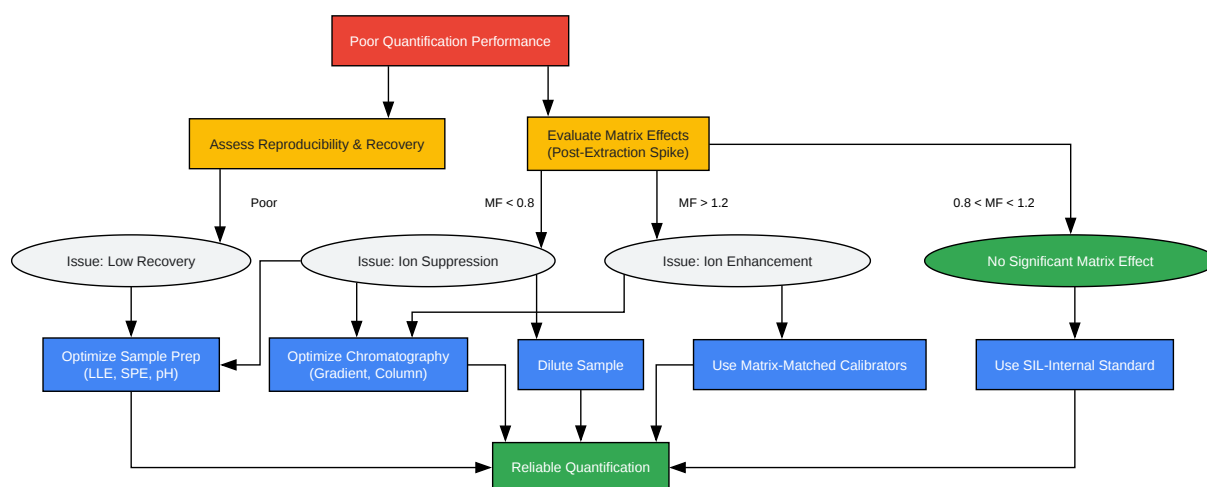 Poor Quantification Performance
Assess Reproducibility & Recovery
Evaluate Matrix Effects
(Post-Extraction Spike)
Poor
MF < 0.8
MF > 1.2
0.8 < MF < 1.2
Issue: Low Recovery
Issue: Ion Suppression
Issue: Ion Enhancement
No Significant Matrix Effect
Optimize Sample Prep
(LLE, SPE, pH)
Optimize Chromatography
(Gradient, Column)
Dilute Sample
Use Matrix-Matched Calibrators
Use SIL-Internal Standard
Reliable Quantification